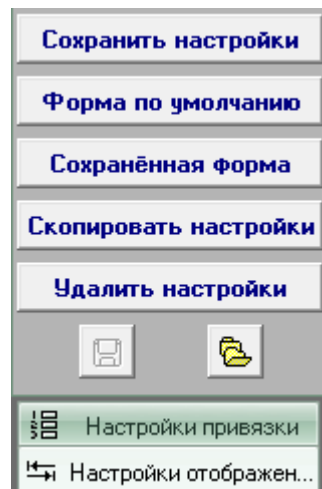 Сохранить настройки
Форма по умолчанию
Сохранённая форма
Скопировать настройки
Удалить настройки
Настройки привязки
Настройки отображен...